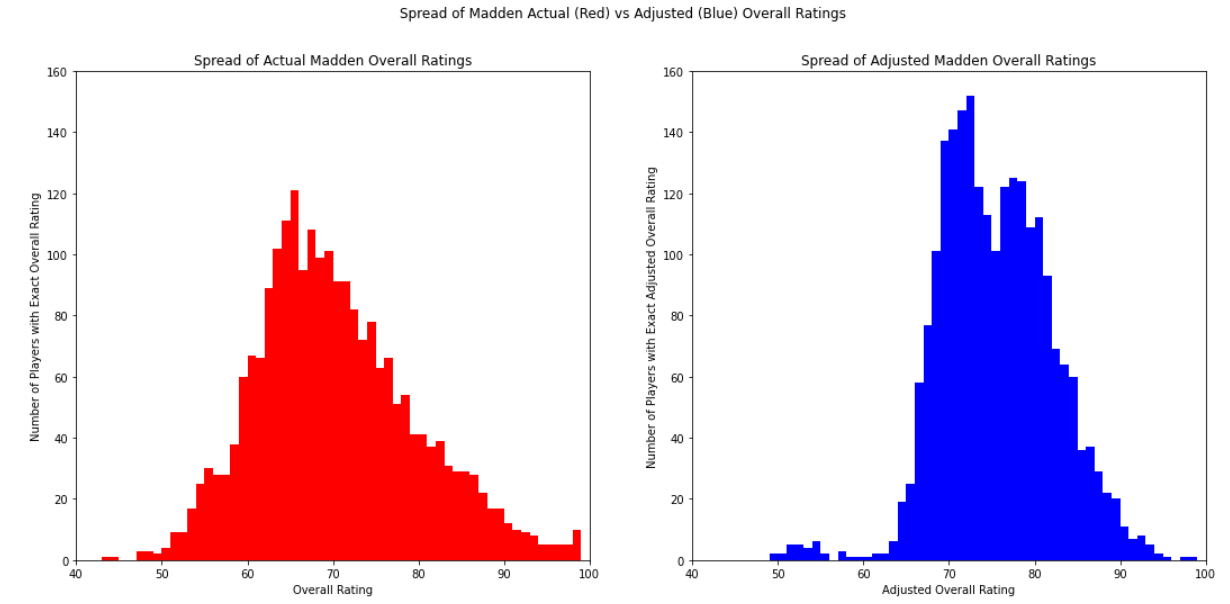 Spread of Madden Actual (Red) vs Adjusted (Blue) Overall Ratings
Spread of Actual Madden Overall Ratings
160
140
120
100
80
60
40
20
0
Number of Players with Exact Overall Rating
40 50 60 70 80 90 100
Overall Rating
Spread of Adjusted Madden Overall Ratings
160
140
120
100
80
60
40
20
0
Number of Players with Exact Adjusted Overall Rating
40 50 60 70 80 90 100
Adjusted Overall Rating